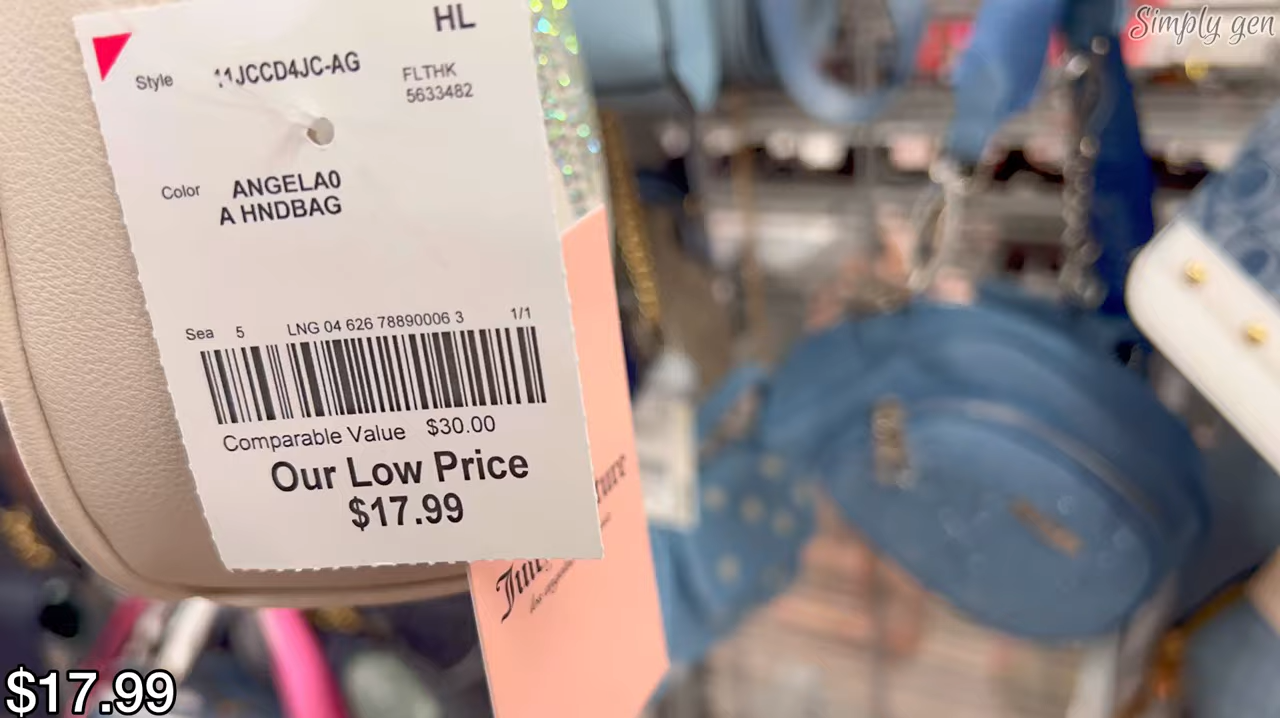 Simply gen
HL
Style 11JCCD4JC-AG
FLTHK
5633482
Color ANGELA0
A HNDBAG
Sea 5 LNG 04 626 78890006 3 1/1
Comparable Value $30.00
Our Low Price
$17.99
$17.99